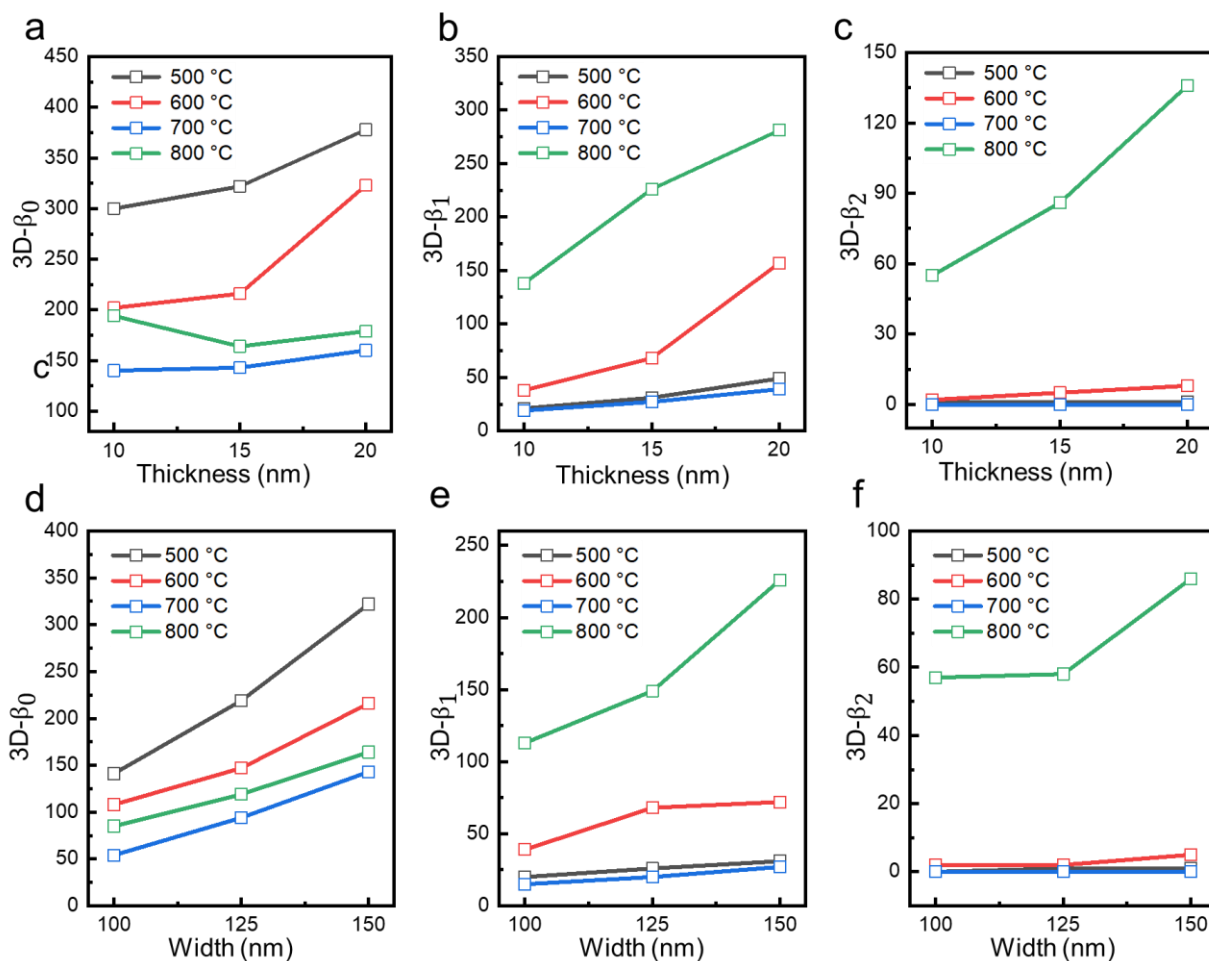 a
450
400
350
300
250
200
150
100
3D-β0
C
500 °C
600 °C
700 °C
800 °C
10
15
20
Thickness (nm)
b
350
300
250
200
150
100
50
0
3D-β1
500 °C
600 °C
700 °C
800 °C
10
15
20
Thickness (nm)
c
150
120
90
60
30
0
3D-β2
500 °C
600 °C
700 °C
800 °C
10
15
20
Thickness (nm)
d
400
350
300
250
200
150
100
50
0
3D-β0
500 °C
600 °C
700 °C
800 °C
100
125
150
Width (nm)
e
250
200
150
100
50
0
3D-β1
500 °C
600 °C
700 °C
800 °C
100
125
150
Width (nm)
f
100
80
60
40
20
0
3D-β2
500 °C
600 °C
700 °C
800 °C
100
125
150
Width (nm)